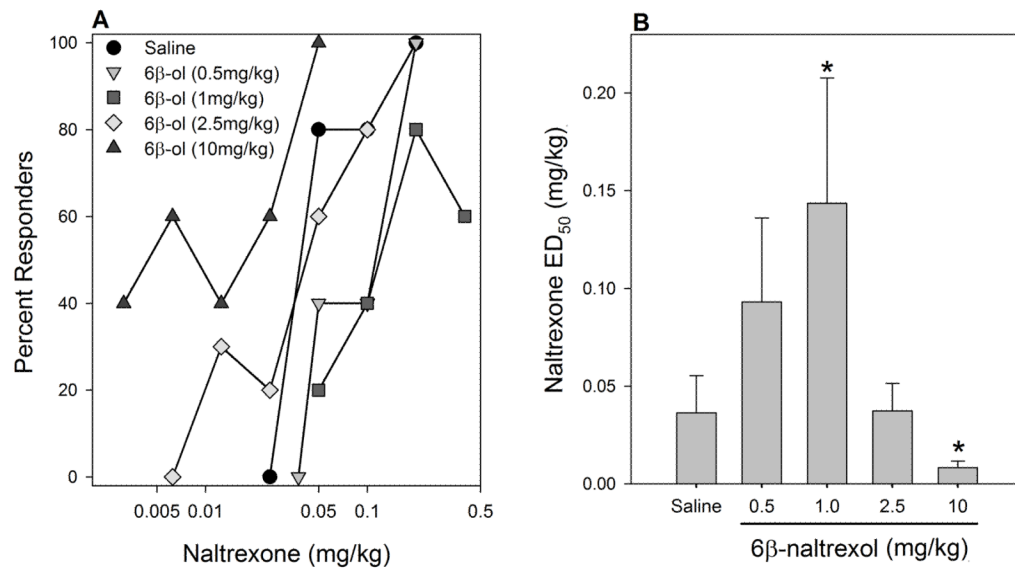 A
100
80
60
40
20
0
Percent Responders
Saline
6β-ol (0.5mg/kg)
6β-ol (1mg/kg)
6β-ol (2.5mg/kg)
6β-ol (10mg/kg)
0.005 0.01 0.05 0.1 0.5
Naltrexone (mg/kg)
B
0.20
0.15
0.10
0.05
0.00
Naltrexone ED50 (mg/kg)
*
*
Saline 0.5 1.0 2.5 10
6β-naltrexol (mg/kg)